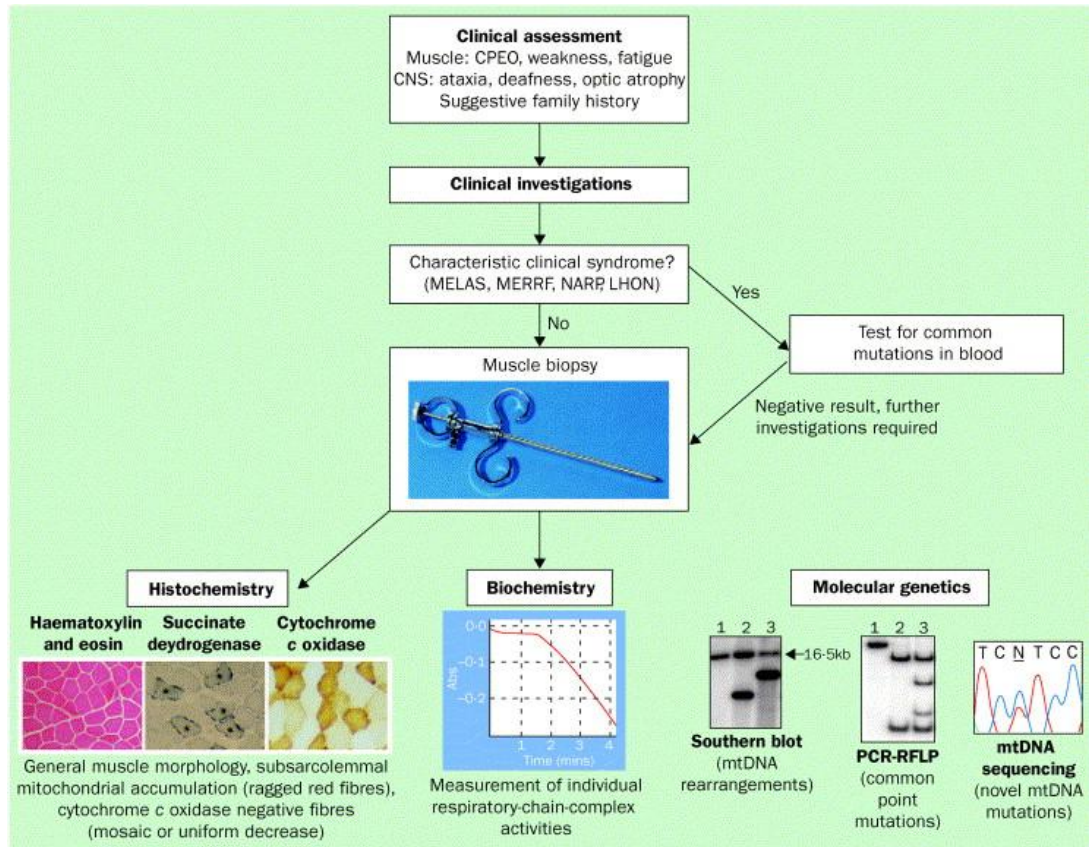 Clinical assessment
Muscle: CPEO, weakness, fatigue
CNS: ataxia, deafness, optic atrophy
Suggestive family history
Clinical investigations
Characteristic clinical syndrome?
(MELAS, MERRF, NARP, LHON)
Yes
No
Test for common
mutations in blood
Muscle biopsy
Negative result, further
investigations required
Histochemistry
Haematoxylin
and eosin
Succinate
deydrogenase
Cytochrome
c oxidase
General muscle morphology, subsarcolemmal
mitochondrial accumulation (ragged red fibres),
cytochrome c oxidase negative fibres
(mosaic or uniform decrease)
Biochemistry
0·0
–0·1
–0·2
Abs
1 2 3 4
Time (mins)
Measurement of individual
respiratory-chain-complex
activities
Molecular genetics
1 2 3
16·5kb
Southern blot
(mtDNA
rearrangements)
1 2 3
PCR-RFLP
(common
point
mutations)
T C N T C C
mtDNA
sequencing
(novel mtDNA
mutations)